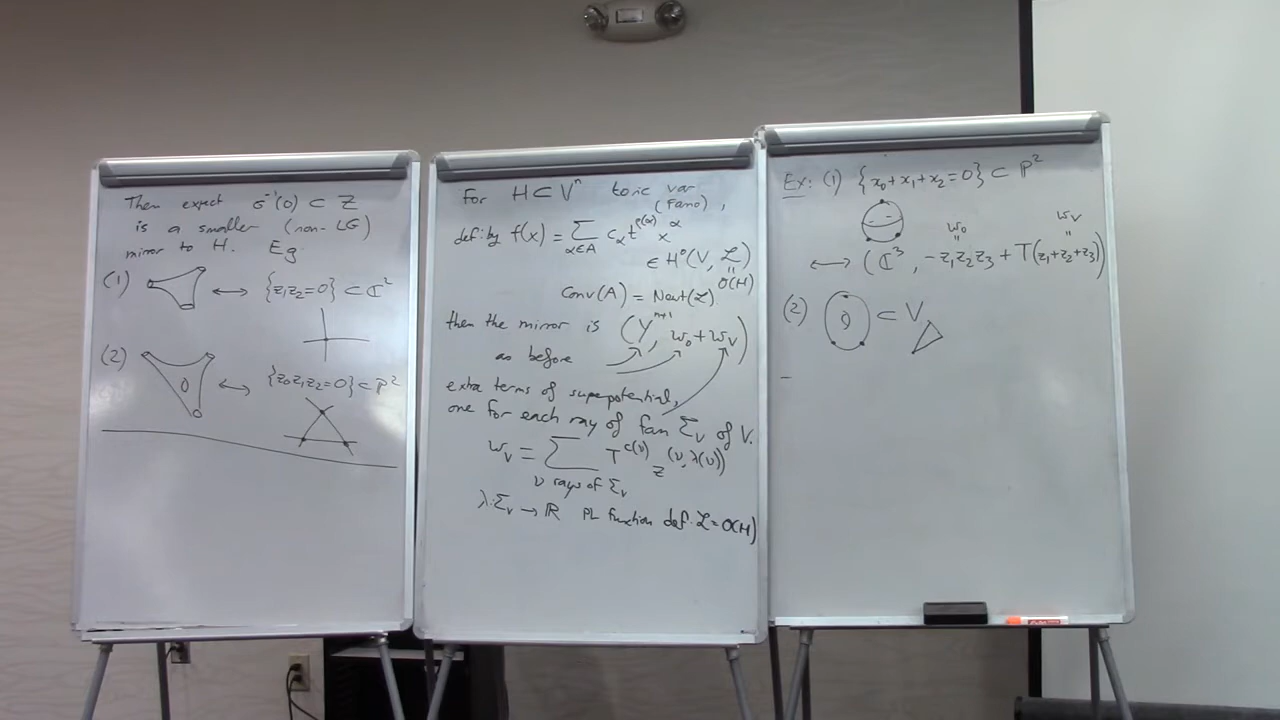 Then expect σ⁻¹(0) ⊂ Z
is a smaller (non-LG)
mirror to H. Eg
(1) ↔ {z₁z₂=0} ⊂ ℂ²
(2) ↔ {z₀z₁z₂=0} ⊂ ℙ²
For H ⊂ Vⁿ toric var (Fano),
def. by f(x) = Σ_{α∈A} c_α t^{ρ(α)} x^α
∈ H⁰(V, ℒ)
" O(H)
Conv(A) = Newt(ℒ)
then the mirror is (Yⁿ⁺¹, w₀ + w_V)
as before
extra terms of superpotential,
one for each ray of fan Σ_V of V.
w_V = Σ_{ν rays of Σ_V} T^{c(ν)} z^{(ν, λ(ν))}
λ: Σ_V → ℝ PL function def. ℒ = O(H)
Ex: (1) {x₀+x₁+x₂=0} ⊂ ℙ²
w₀ w_V
" "
↔ (ℂ³, -z₁z₂z₃ + T(z₁+z₂+z₃))
(2) ⊂ V